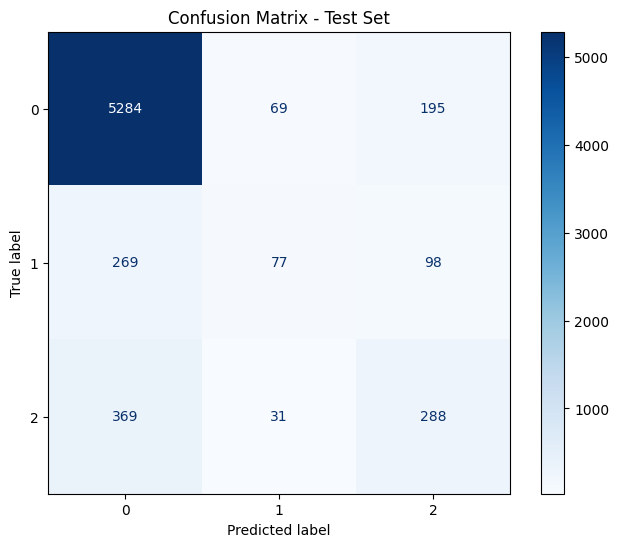 Confusion Matrix - Test Set
5000
0 5284 69 195
4000
3000
True label
1 269 77 98
2000
2 369 31 288
1000
0 1 2
Predicted label